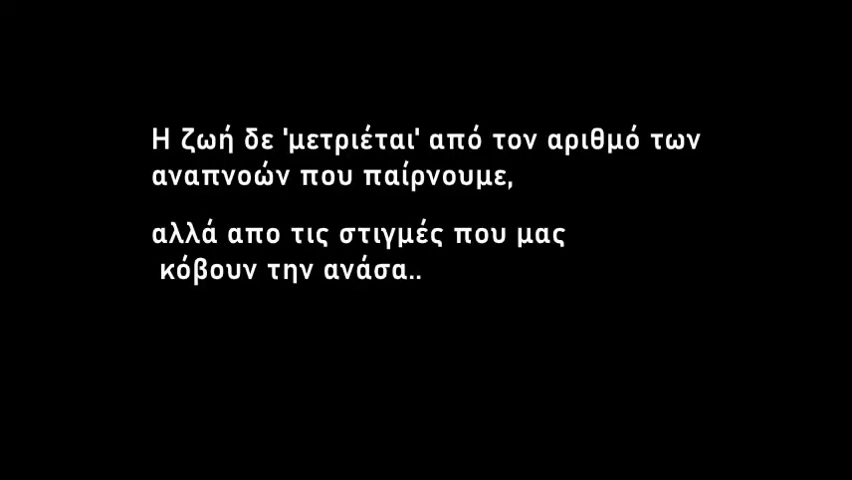 Η ζωή δε 'μετριέται' από τον αριθμό των
αναπνοών που παίρνουμε,
αλλά απο τις στιγμές που μας
κόβουν την ανάσα..